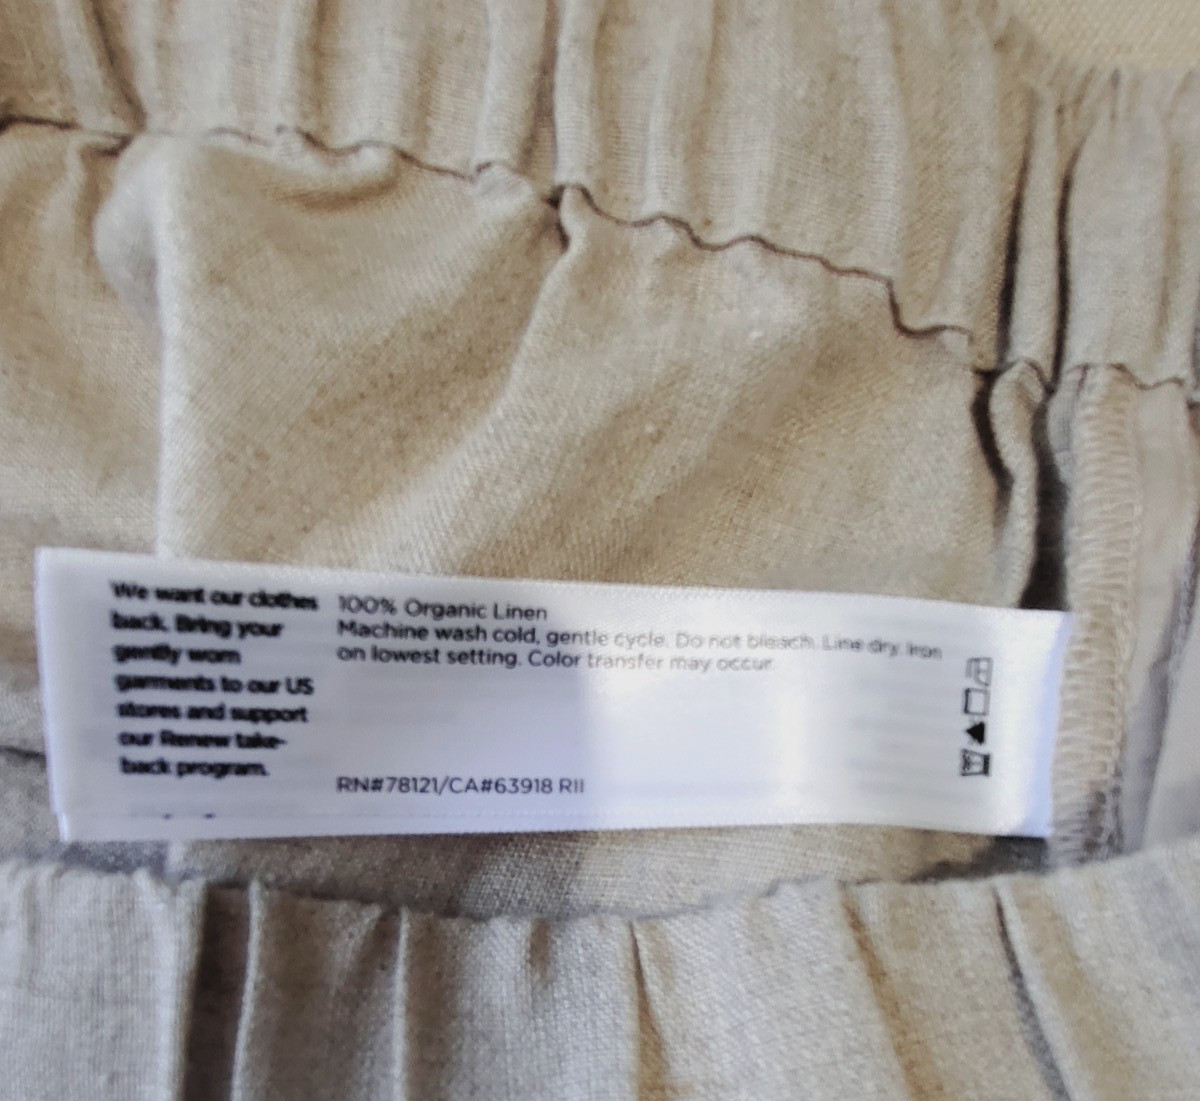 We want our clothes
back. Bring your
gently worn
garments to our US
stores and support
our Renew take-
back program.
100% Organic Linen
Machine wash cold, gentle cycle. Do not bleach. Line dry. Iron
on lowest setting. Color transfer may occur.
RN#78121/CA#63918 RII